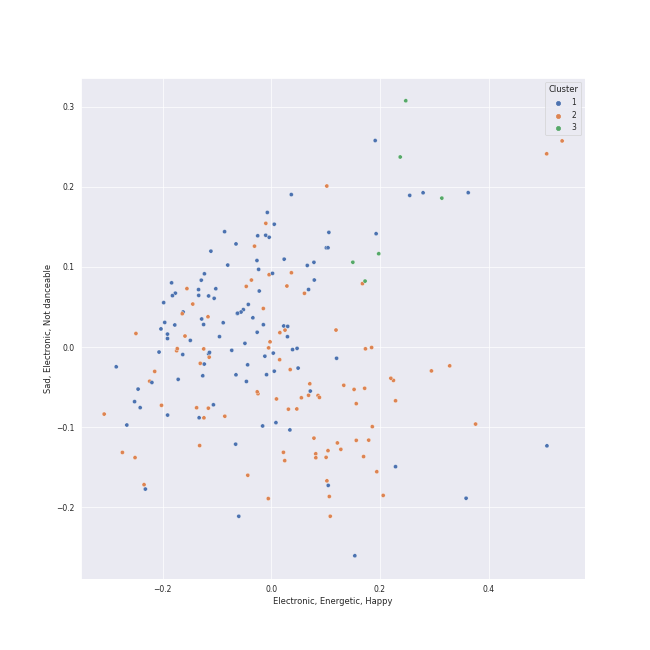 Cluster
1
2
3
0.3
0.2
0.1
0.0
−0.1
−0.2
Sad, Electronic, Not danceable
−0.2 0.0 0.2 0.4
Electronic, Energetic, Happy